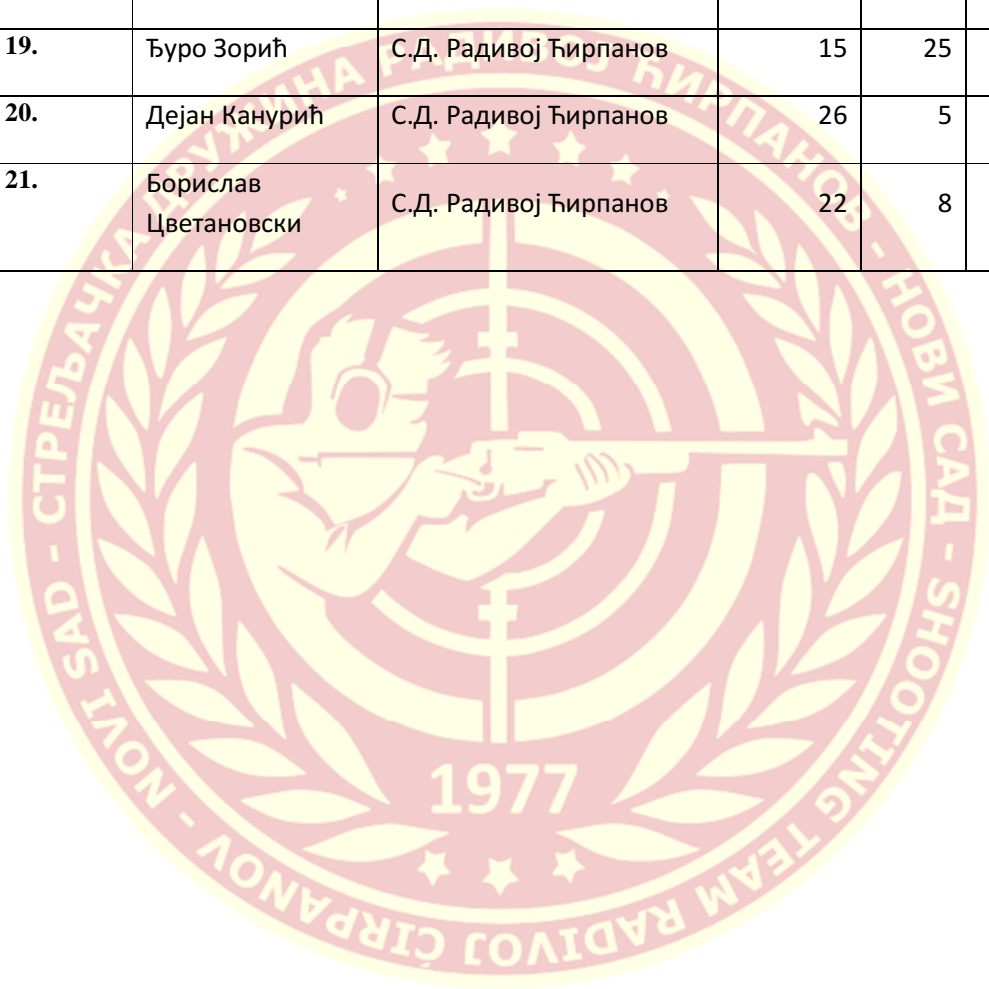 19. Ђуро Зорић С.Д. Радивој Ћирпанов 15 25
20. Дејан Канурић С.Д. Радивој Ћирпанов 26 5
21. Борислав Цветановски С.Д. Радивој Ћирпанов 22 8
СТРЕЉАЧКА ДРУЖИНА РАДИВОЈ ЋИРПАНОВ - НОВИ САД - SHOOTING TEAM RADIVOJ ĆIRPANOV - NOVI SAD -
1977